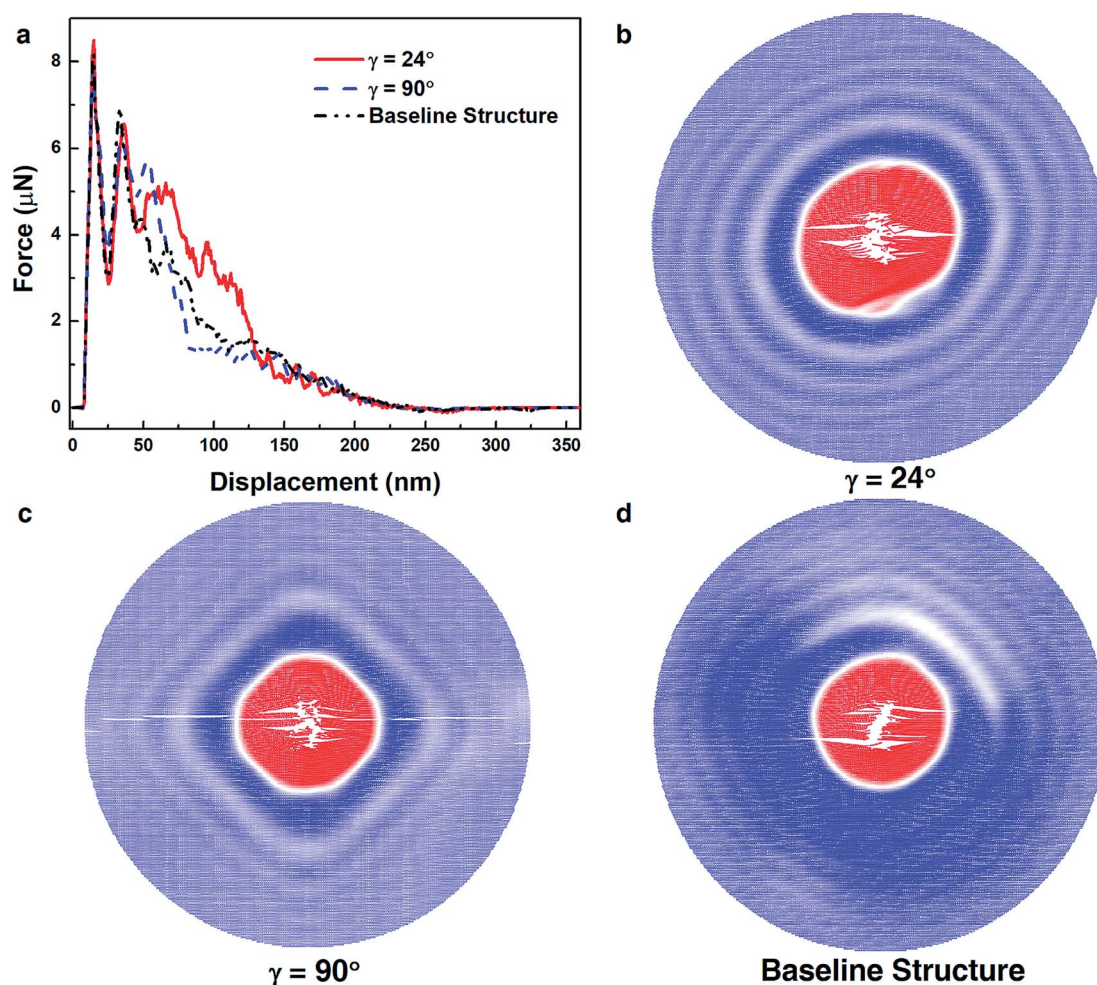 a
γ = 24°
γ = 90°
Baseline Structure
Force (μN)
8
6
4
2
0
0 50 100 150 200 250 300 350
Displacement (nm)
b
γ = 24°
c
γ = 90°
d
Baseline Structure